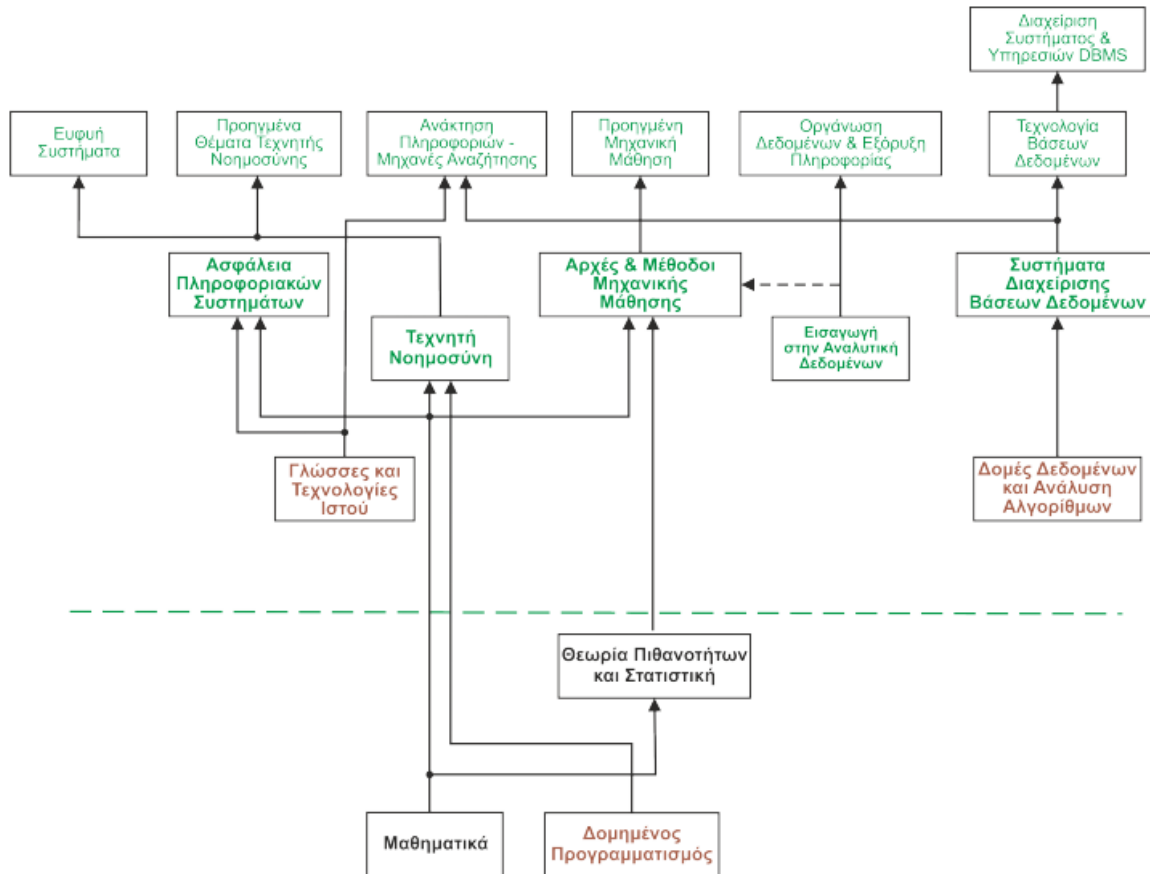 Διαχείριση
Συστήματος &
Υπηρεσιών DBMS
Ευφυή
Συστήματα
Προηγμένα
Θέματα Τεχνητής
Νοημοσύνης
Ανάκτηση
Πληροφοριών -
Μηχανές Αναζήτησης
Προηγμένη
Μηχανική
Μάθηση
Οργάνωση
Δεδομένων & Εξόρυξη
Πληροφορίας
Τεχνολογία
Βάσεων
Δεδομένων
Ασφάλεια
Πληροφοριακών
Συστημάτων
Αρχές & Μέθοδοι
Μηχανικής
Μάθησης
Συστήματα
Διαχείρισης
Βάσεων Δεδομένων
Τεχνητή
Νοημοσύνη
Εισαγωγή
στην Αναλυτική
Δεδομένων
Γλώσσες και
Τεχνολογίες
Ιστού
Δομές Δεδομένων
και Ανάλυση
Αλγορίθμων
Θεωρία Πιθανοτήτων
και Στατιστική
Μαθηματικά
Δομημένος
Προγραμματισμός